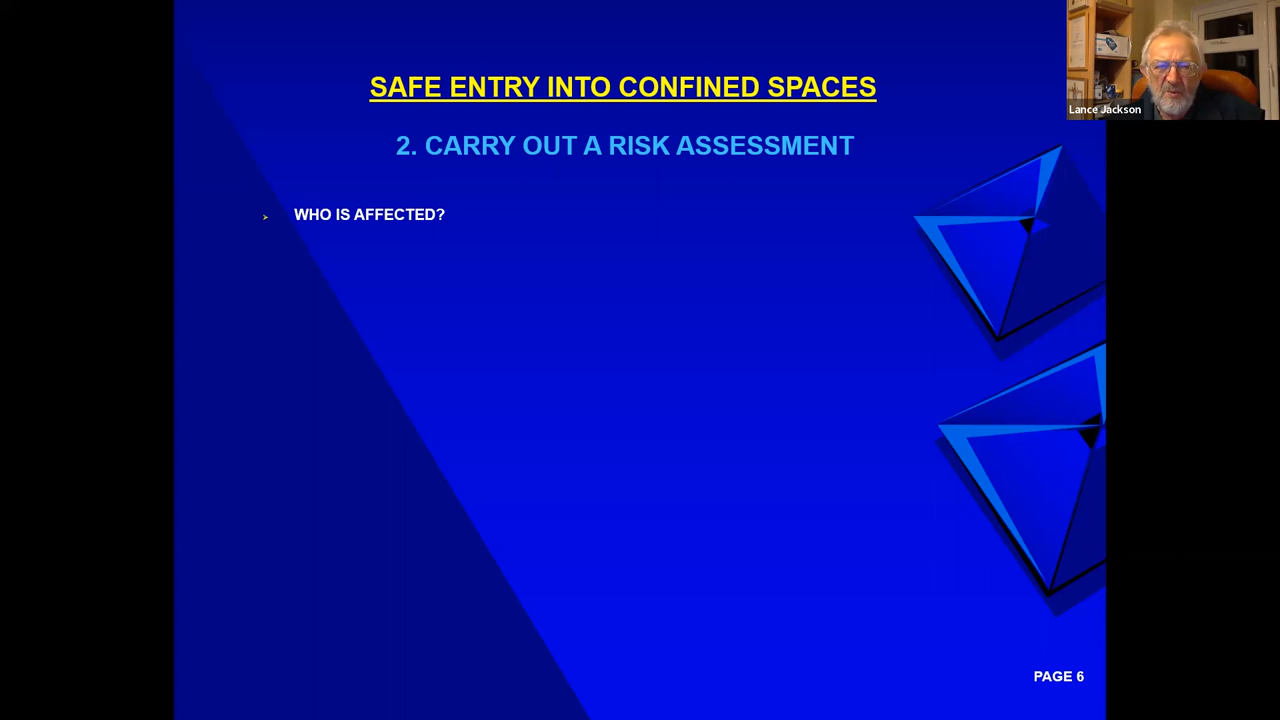 SAFE ENTRY INTO CONFINED SPACES
2. CARRY OUT A RISK ASSESSMENT
WHO IS AFFECTED?
Lance Jackson
PAGE 6